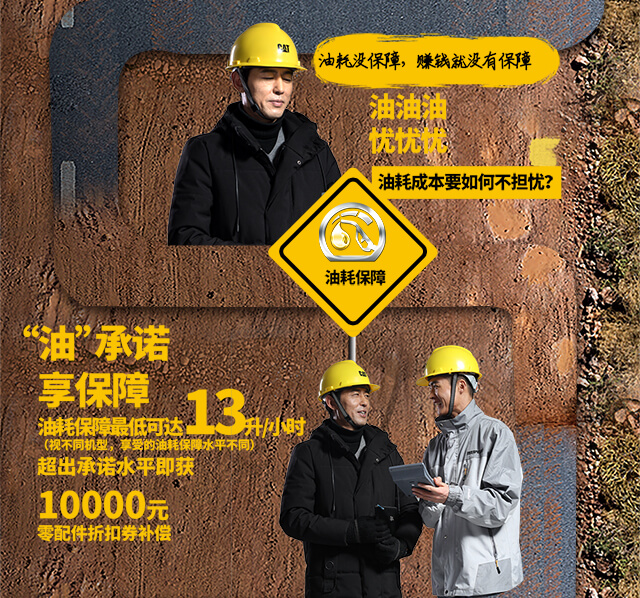 CAT
油耗没保障，赚钱就没有保障
油油油
忧忧忧
油耗成本要如何不担忧？
油耗保障
“油”承诺
享保障
油耗保障最低可达13升/小时
（视不同机型，享受的油耗保障水平不同）
超出承诺水平即获
10000元
零配件折扣券补偿
CAT
CAT